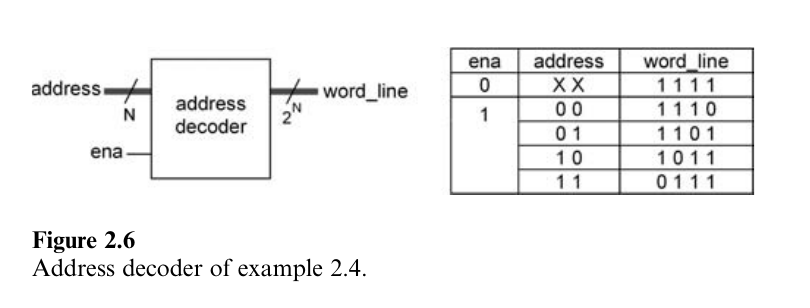 address
N
ena
address
decoder
2^N
word_line
ena address word_line
0 X X 1 1 1 1
1 0 0 1 1 1 0
0 1 1 1 0 1
1 0 1 0 1 1
1 1 0 1 1 1
Figure 2.6
Address decoder of example 2.4.